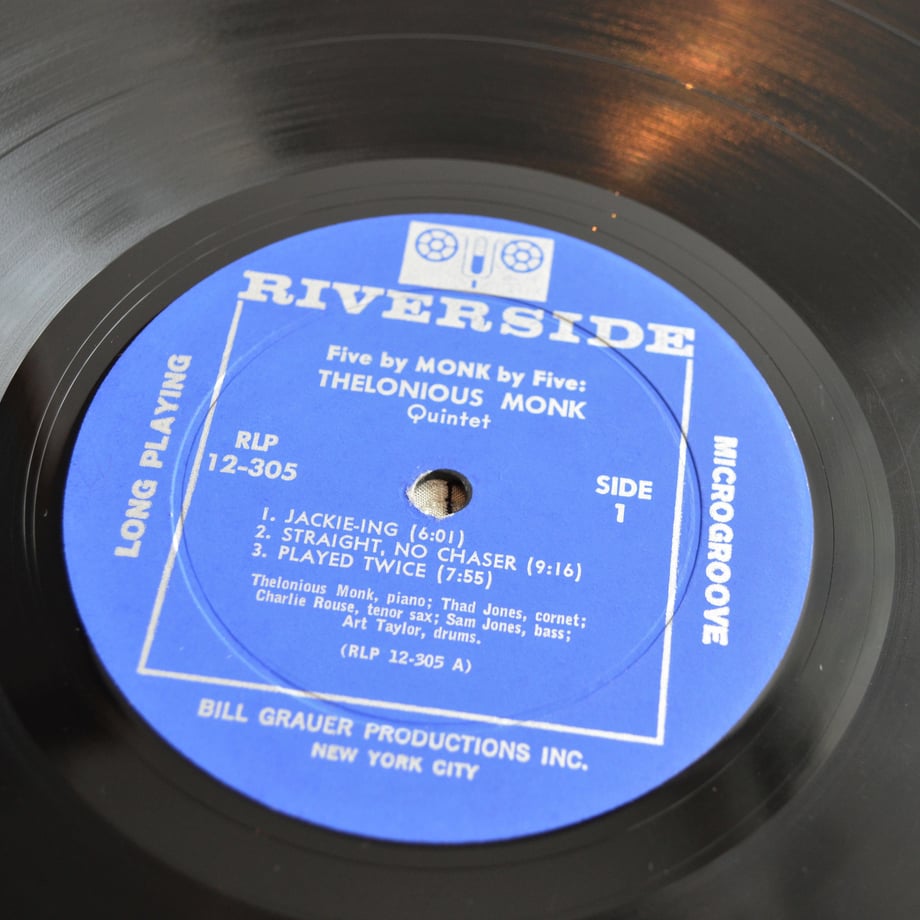 RIVERSIDE
Five by MONK by Five:
THELONIOUS MONK
Quintet
LONG PLAYING
RLP
12-305
SIDE
1
MICROGROOVE
1. JACKIE-ING (6:01)
2. STRAIGHT, NO CHASER (9:16)
3. PLAYED TWICE (7:55)
Thelonious Monk, piano; Thad Jones, cornet;
Charlie Rouse, tenor sax; Sam Jones, bass;
Art Taylor, drums.
(RLP 12-305 A)
BILL GRAUER PRODUCTIONS INC.
NEW YORK CITY